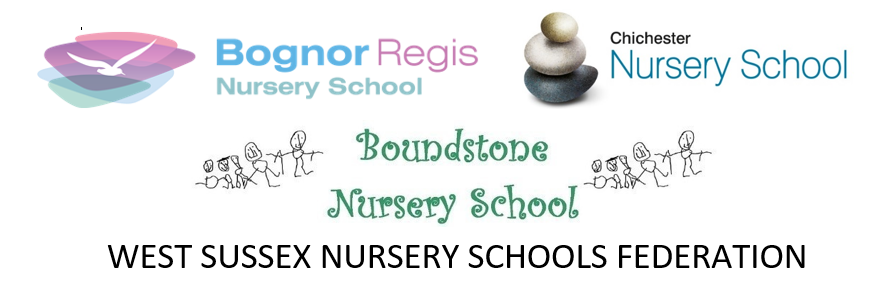 Bognor Regis
Nursery School
Chichester
Nursery School
Boundstone
Nursery School
WEST SUSSEX NURSERY SCHOOLS FEDERATION